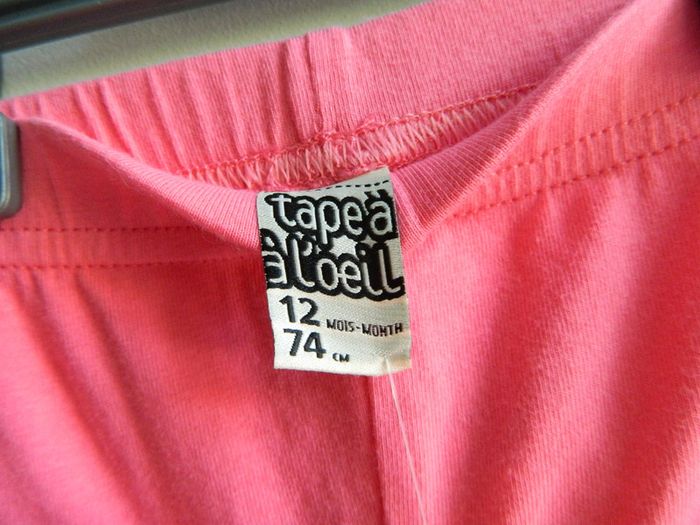 tape à
à l'oeil
12 MOIS-MONTH
74 CM